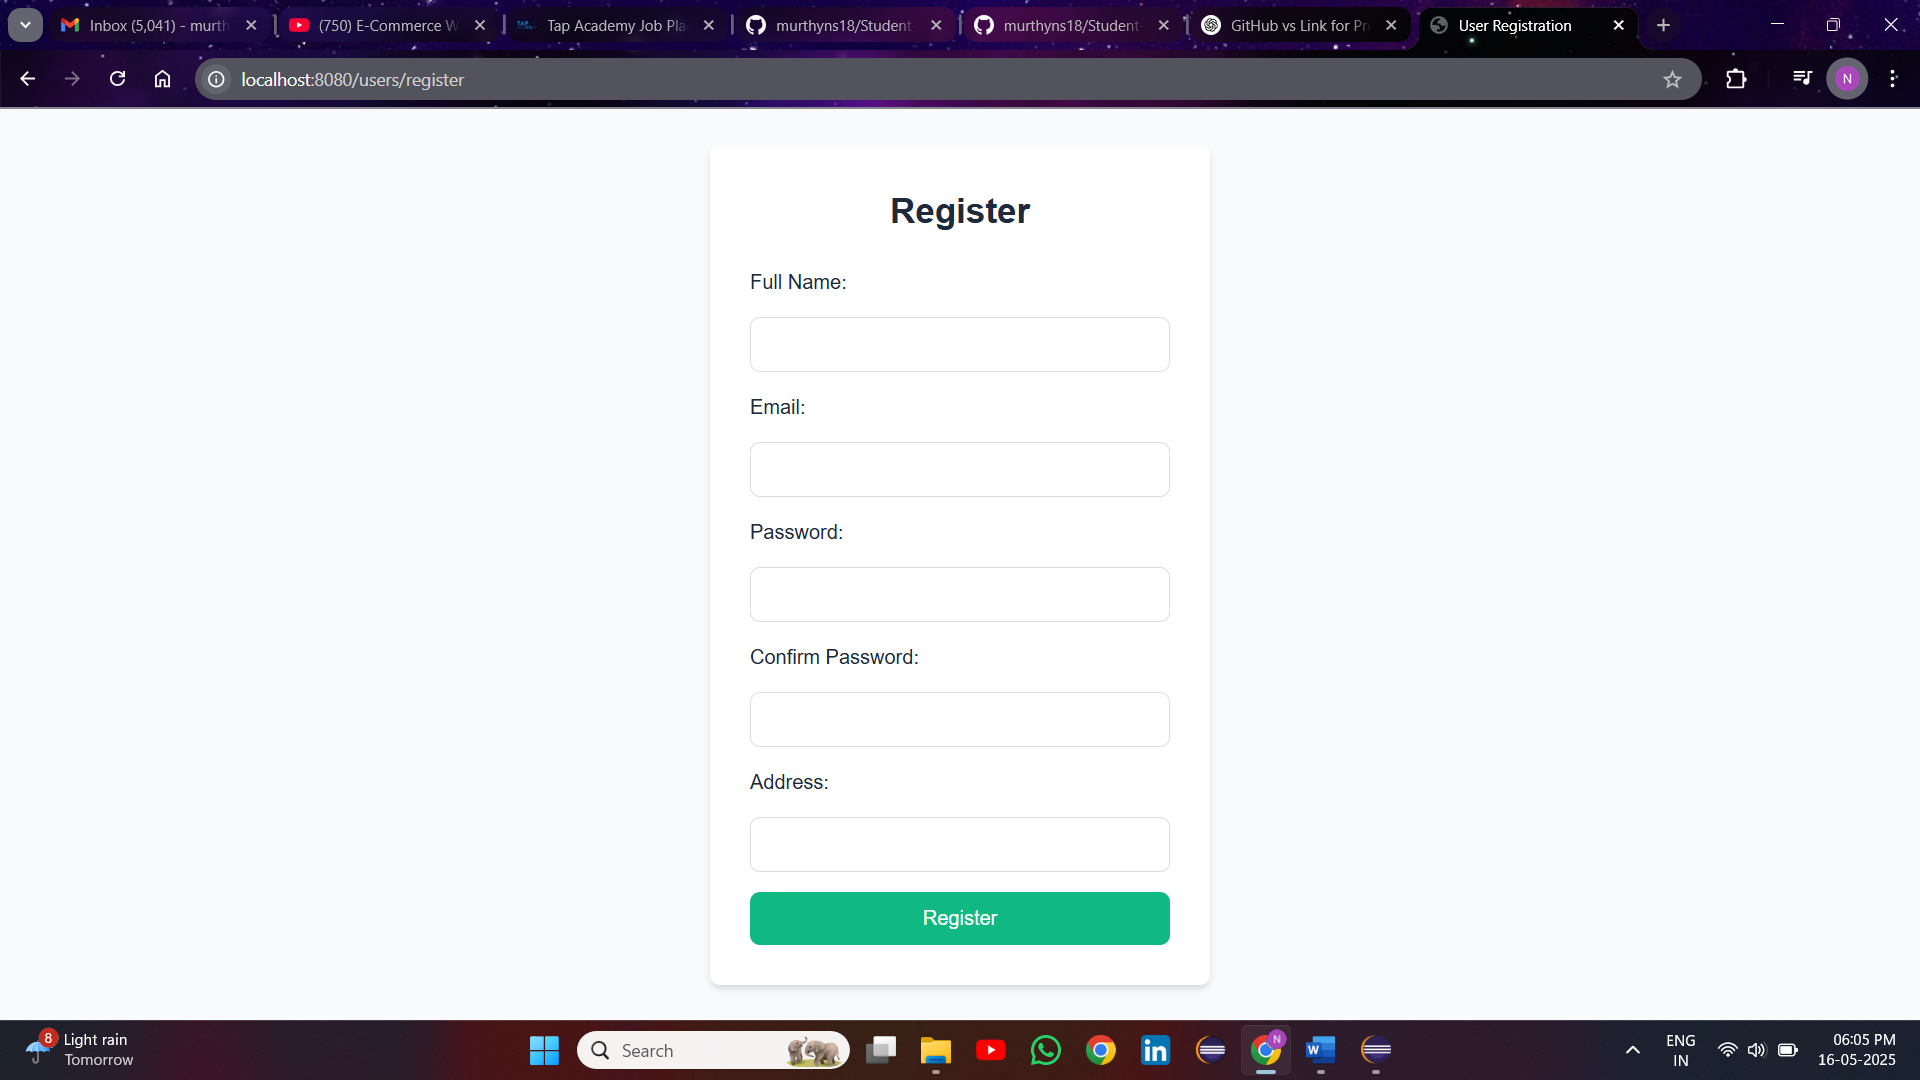 Inbox (5,041) - murth
(750) E-Commerce W
TAP
Tap Academy Job Pla
murthyns18/Student
murthyns18/Student
GitHub vs Link for Pr
User Registration
localhost:8080/users/register
N
Register
Full Name:
Email:
Password:
Confirm Password:
Address:
Register
8
Light rain
Tomorrow
Search
in
N
W
ENG
IN
06:05 PM
16-05-2025